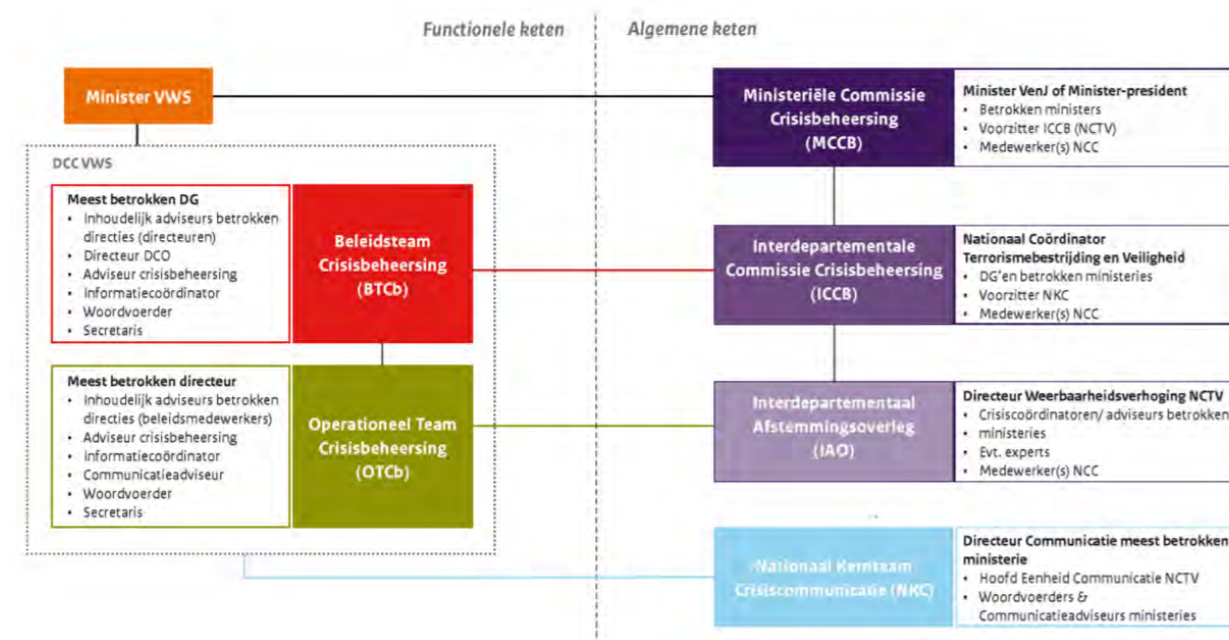 Functionele keten
Algemene keten
Minister VWS
DCC VWS
Meest betrokken DG
• Inhoudelijk adviseurs betrokken
directies (directeuren)
• Directeur DCO
• Adviseur crisisbeheersing
• Informatiecoördinator
• Woordvoerder
• Secretaris
Beleidsteam
Crisisbeheersing
(BTCb)
Meest betrokken directeur
• Inhoudelijk adviseurs betrokken
directies (beleidsmedewerkers)
• Adviseur crisisbeheersing
• Informatiecoördinator
• Communicatieadviseur
• Woordvoerder
• Secretaris
Operationeel Team
Crisisbeheersing
(OTCb)
Ministeriële Commissie
Crisisbeheersing
(MCCB)
Minister VenJ of Minister-president
• Betrokken ministers
• Voorzitter ICCB (NCTV)
• Medewerker(s) NCC
Interdepartementale
Commissie Crisisbeheersing
(ICCB)
Nationaal Coördinator
Terrorismebestrijding en Veiligheid
• DG'en betrokken ministeries
• Voorzitter NKC
• Medewerker(s) NCC
Interdepartementaal
Afstemmingsoverleg
(IAO)
Directeur Weerbaarheidsverhoging NCTV
• Crisiscoördinatoren/ adviseurs betrokken
• ministeries
• Evt. experts
• Medewerker(s) NCC
Nationaal Kernteam
Crisiscommunicatie (NKC)
Directeur Communicatie meest betrokken
ministerie
• Hoofd Eenheid Communicatie NCTV
• Woordvoerders &
Communicatieadviseurs ministeries